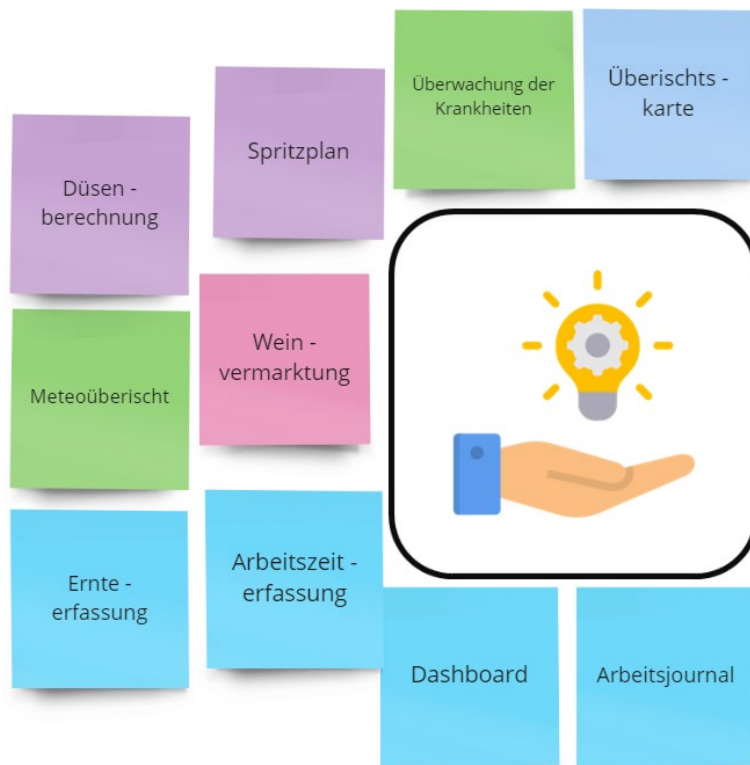 Überwachung der
Krankheiten
Überischts -
karte
Spritzplan
Düsen -
berechnung
Wein -
vermarktung
Meteoüberischt
Arbeitszeit -
erfassung
Ernte -
erfassung
Dashboard
Arbeitsjournal